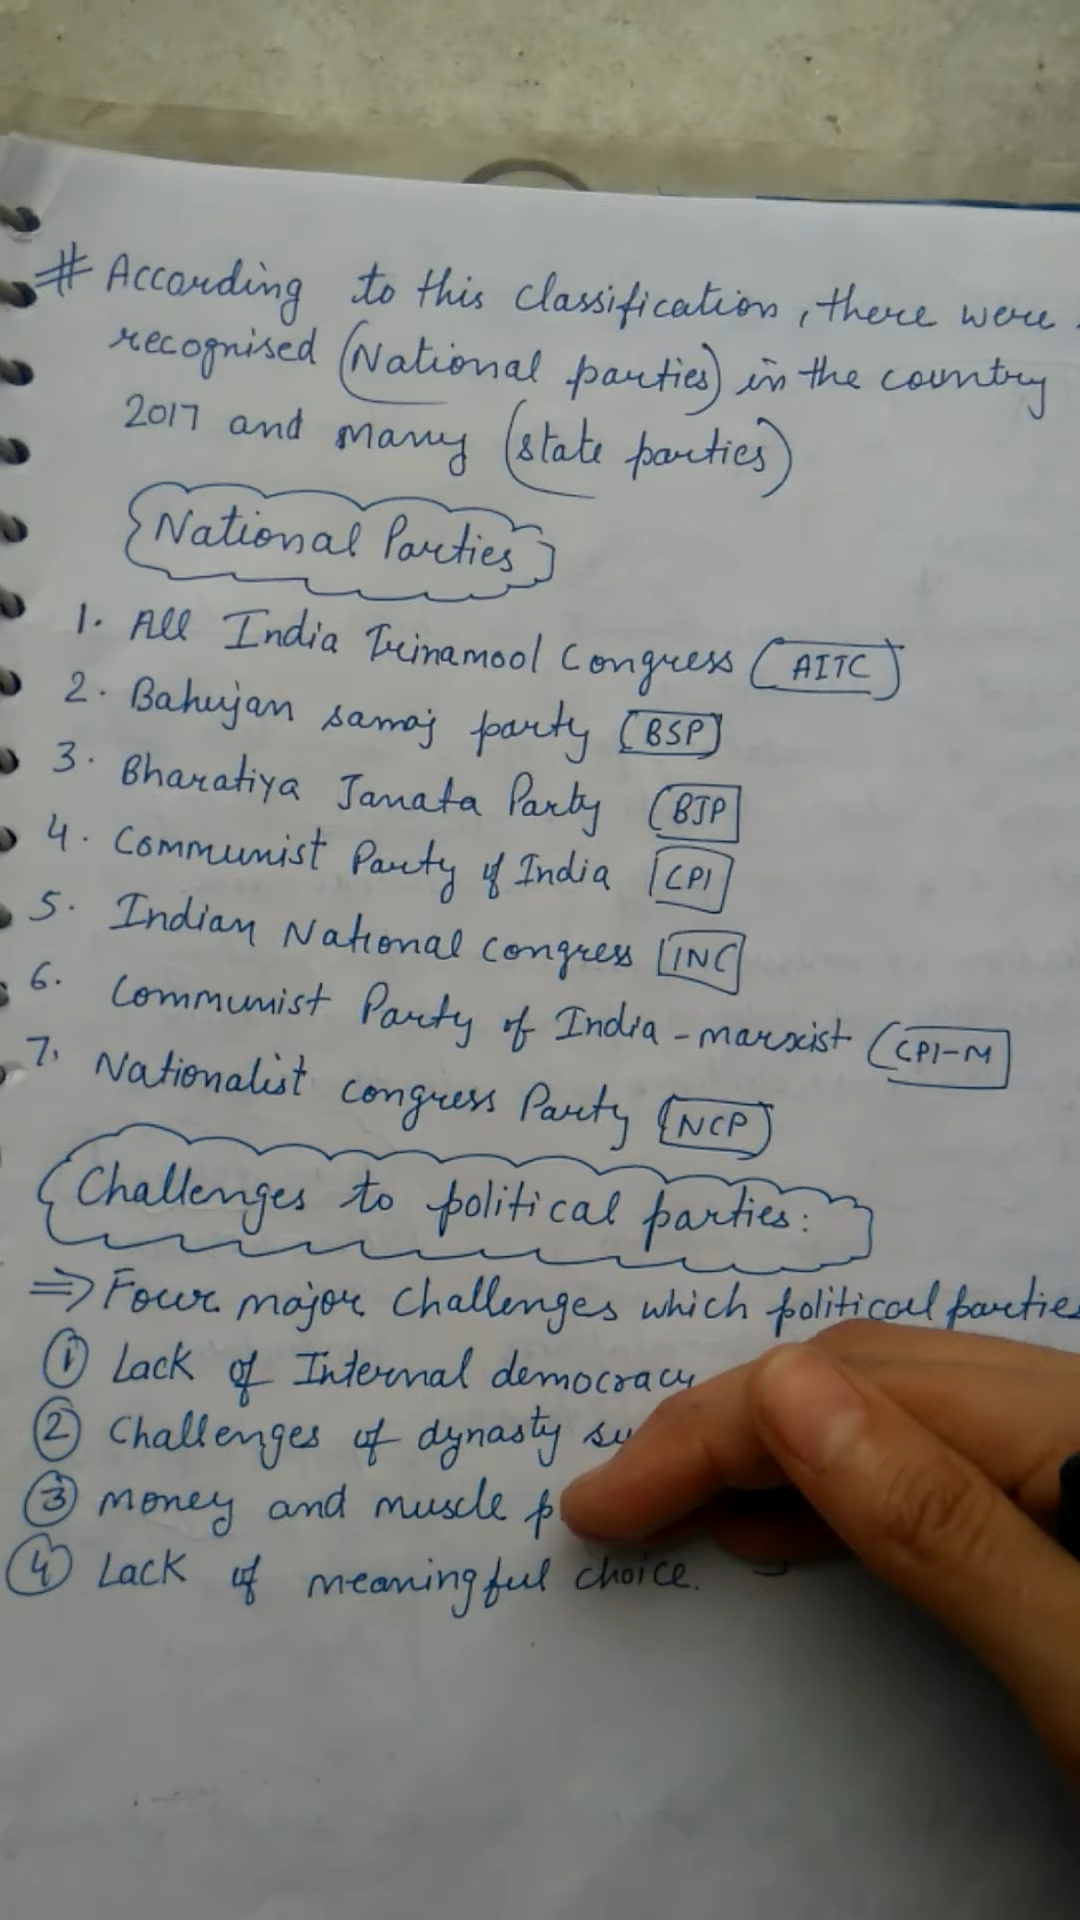 # According to this classification, there were
recognised (National parties) in the country
2017 and many (state parties)
National Parties
1. All India Trinamool Congress (AITC)
2. Bahujan samaj party [BSP]
3. Bharatiya Janata Party [BJP]
4. Communist Party of India [CPI]
5. Indian National congress [INC]
6. Communist Party of India - marxist (CPI-M]
7. Nationalist congress Party [NCP]
Challenges to political parties:
⇒ Four major challenges which political parties
① Lack of Internal democracy
② Challenges of dynasty su
③ money and muscle p
④ Lack of meaningful choice.